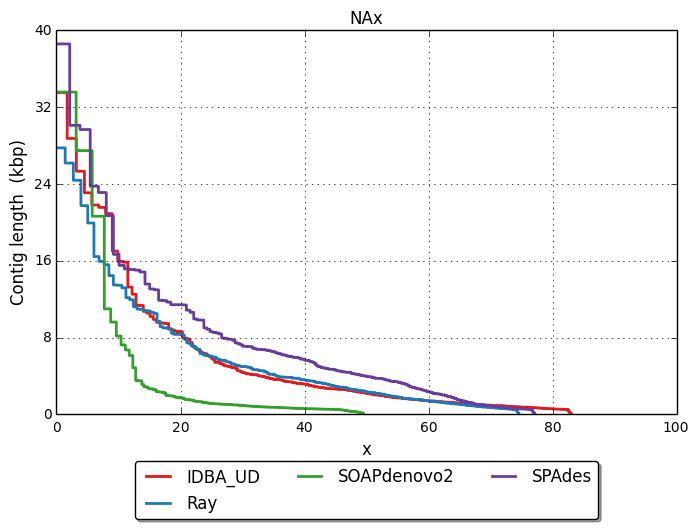 NAx
40
32
24
16
8
0
Contig length (kbp)
0 20 40 60 80 100
x
IDBA_UD SOAPdenovo2 SPAdes
Ray